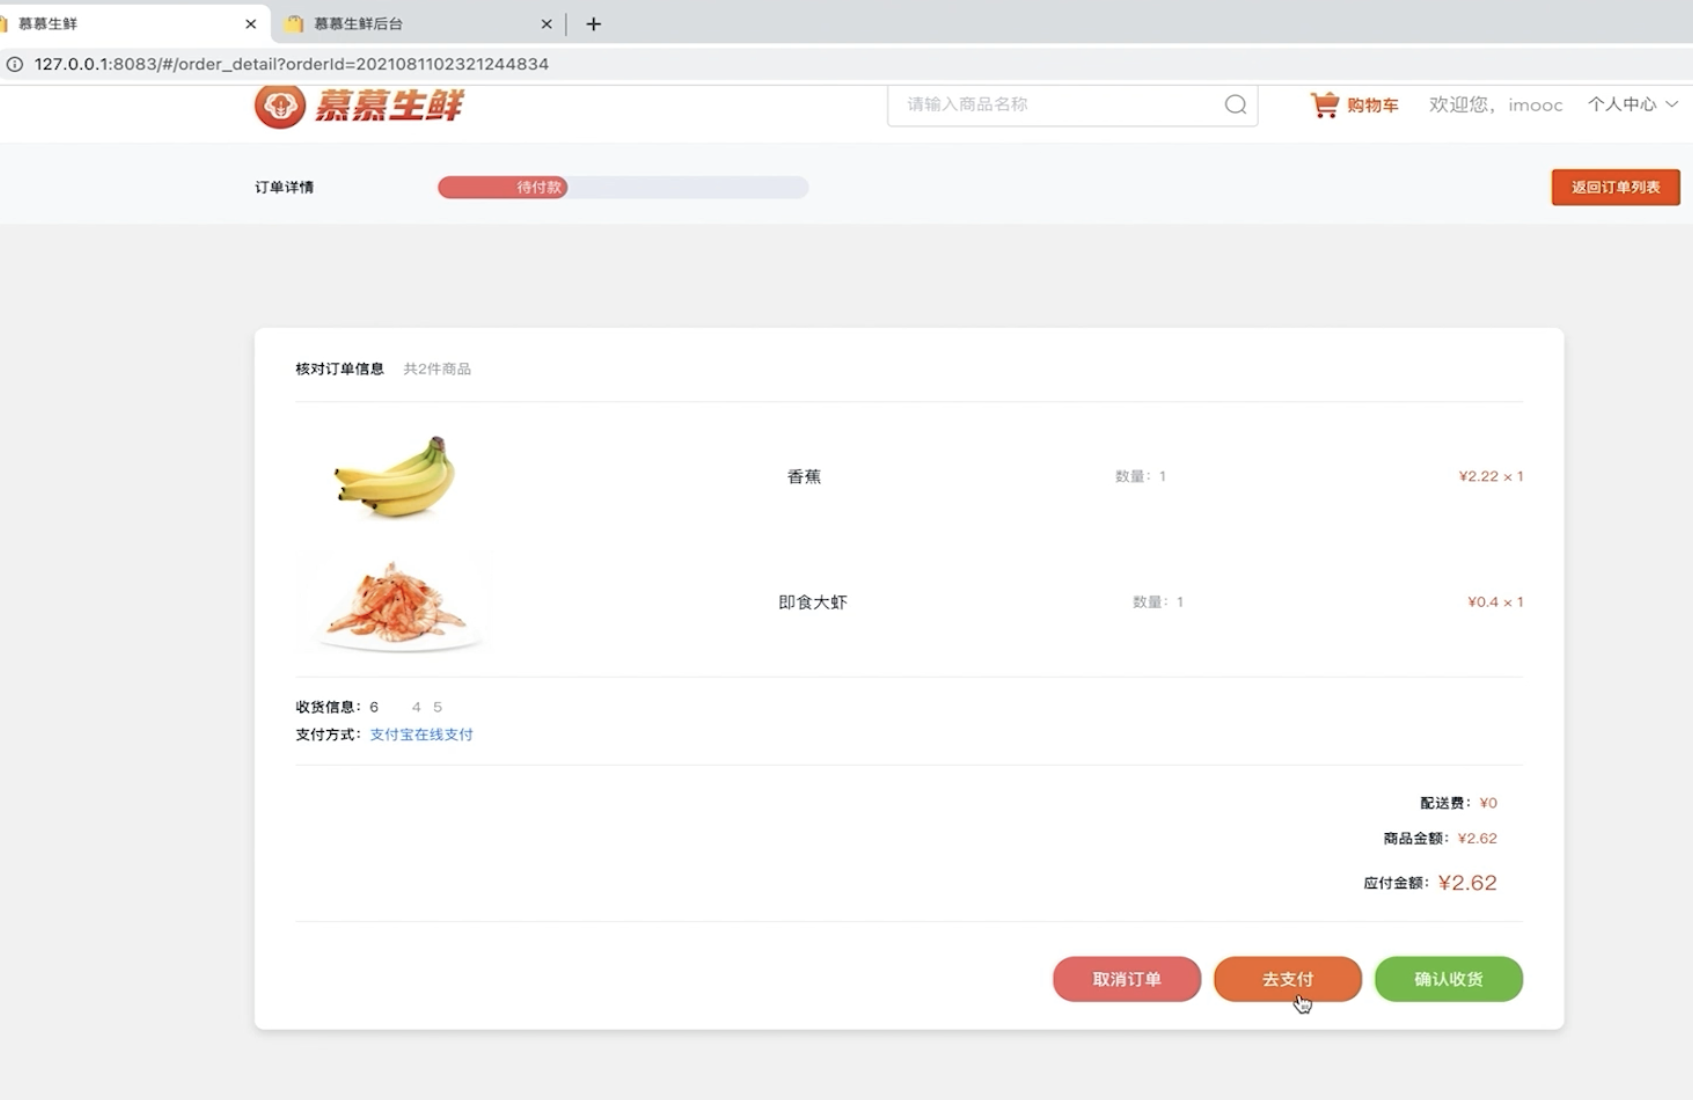 慕慕生鲜
慕慕生鲜后台
127.0.0.1:8083/#/order_detail?orderId=2021081102321244834
慕慕生鲜
请输入商品名称
购物车
欢迎您，imooc
个人中心
订单详情
待付款
返回订单列表
核对订单信息 共2件商品
香蕉 数量：1 ¥2.22 × 1
即食大虾 数量：1 ¥0.4 × 1
收货信息：6 4 5
支付方式：支付宝在线支付
配送费：¥0
商品金额：¥2.62
应付金额：¥2.62
取消订单
去支付
确认收货